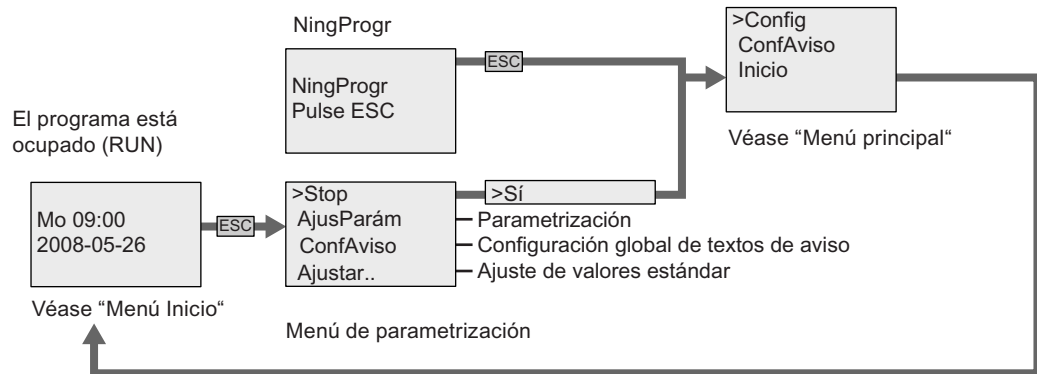 NingProgr
NingProgr
Pulse ESC
ESC
>Config
ConfAviso
Inicio
Véase “Menú principal“
El programa está
ocupado (RUN)
Mo 09:00
2008-05-26
Véase “Menú Inicio“
ESC
>Stop
AjusParám
ConfAviso
Ajustar..
>Sí
Parametrización
Configuración global de textos de aviso
Ajuste de valores estándar
Menú de parametrización